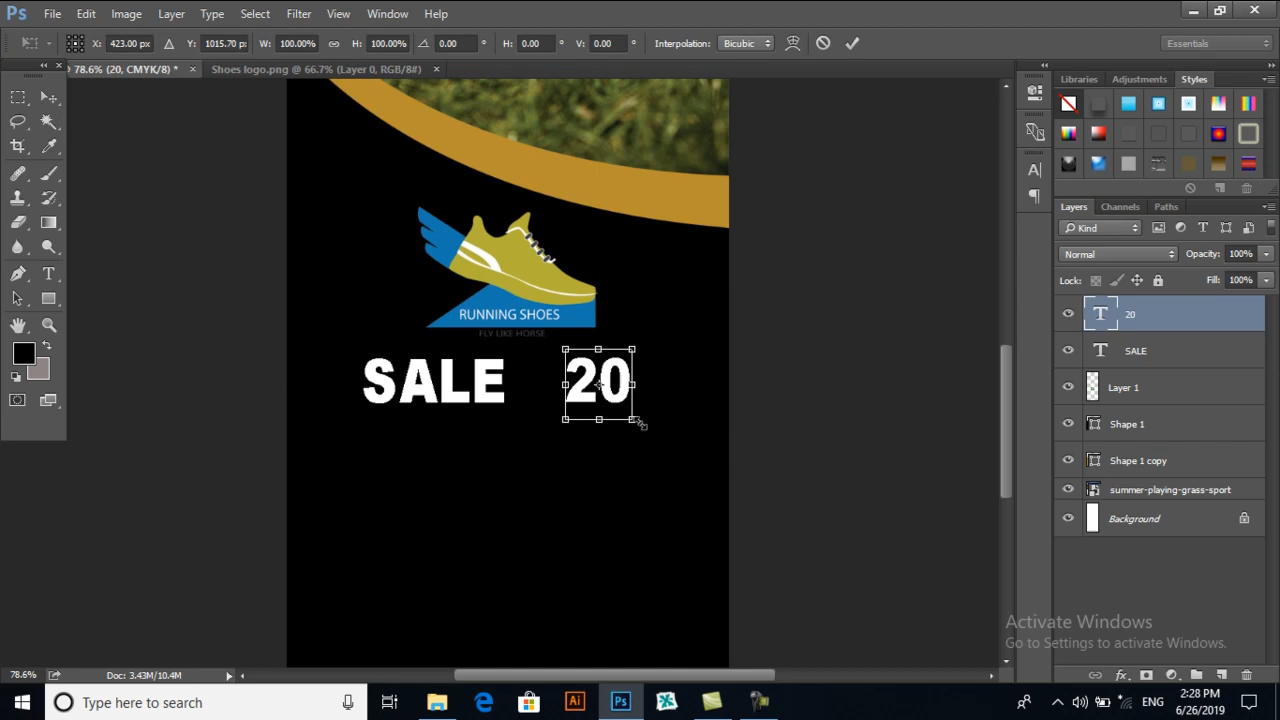 Ps File Edit Image Layer Type Select Filter View Window Help
X: 423.00 px Y: 1015.70 px W: 100.00% H: 100.00% 0.00 ° H: 0.00 ° V: 0.00 ° Interpolation: Bicubic Essentials
@ 78.6% (20, CMYK/8) * × Shoes logo.png @ 66.7% (Layer 0, RGB/8#) ×
Libraries Adjustments Styles
RUNNING SHOES
FLY LIKE HORSE
SALE 20
Layers Channels Paths
Kind
Normal Opacity: 100%
Lock: Fill: 100%
T 20
T SALE
Layer 1
Shape 1
Shape 1 copy
summer-playing-grass-sport
Background
Activate Windows
Go to Settings to activate Windows.
78.6% Doc: 3.43M/10.4M
Type here to search
Ai Ps
ENG
2:28 PM
6/26/2019